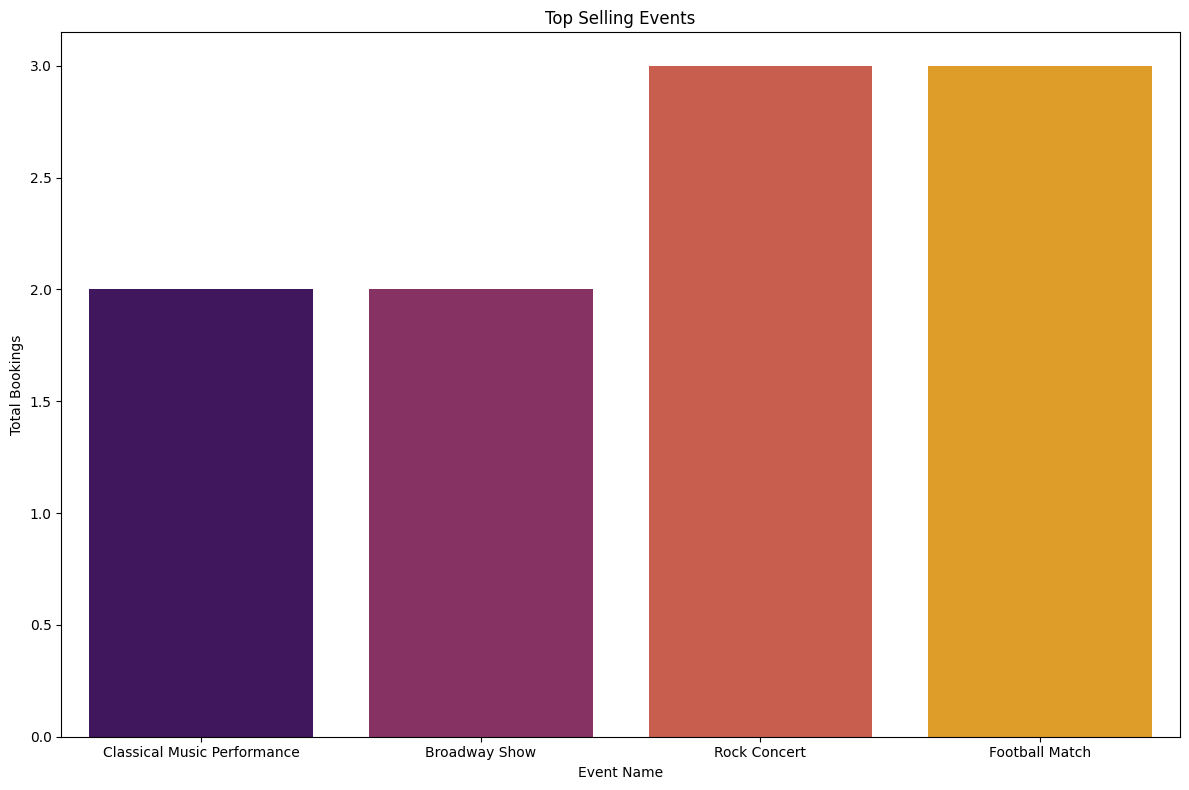 Top Selling Events
3.0
2.5
2.0
1.5
1.0
0.5
0.0
Total Bookings
Classical Music Performance
Broadway Show
Rock Concert
Football Match
Event Name